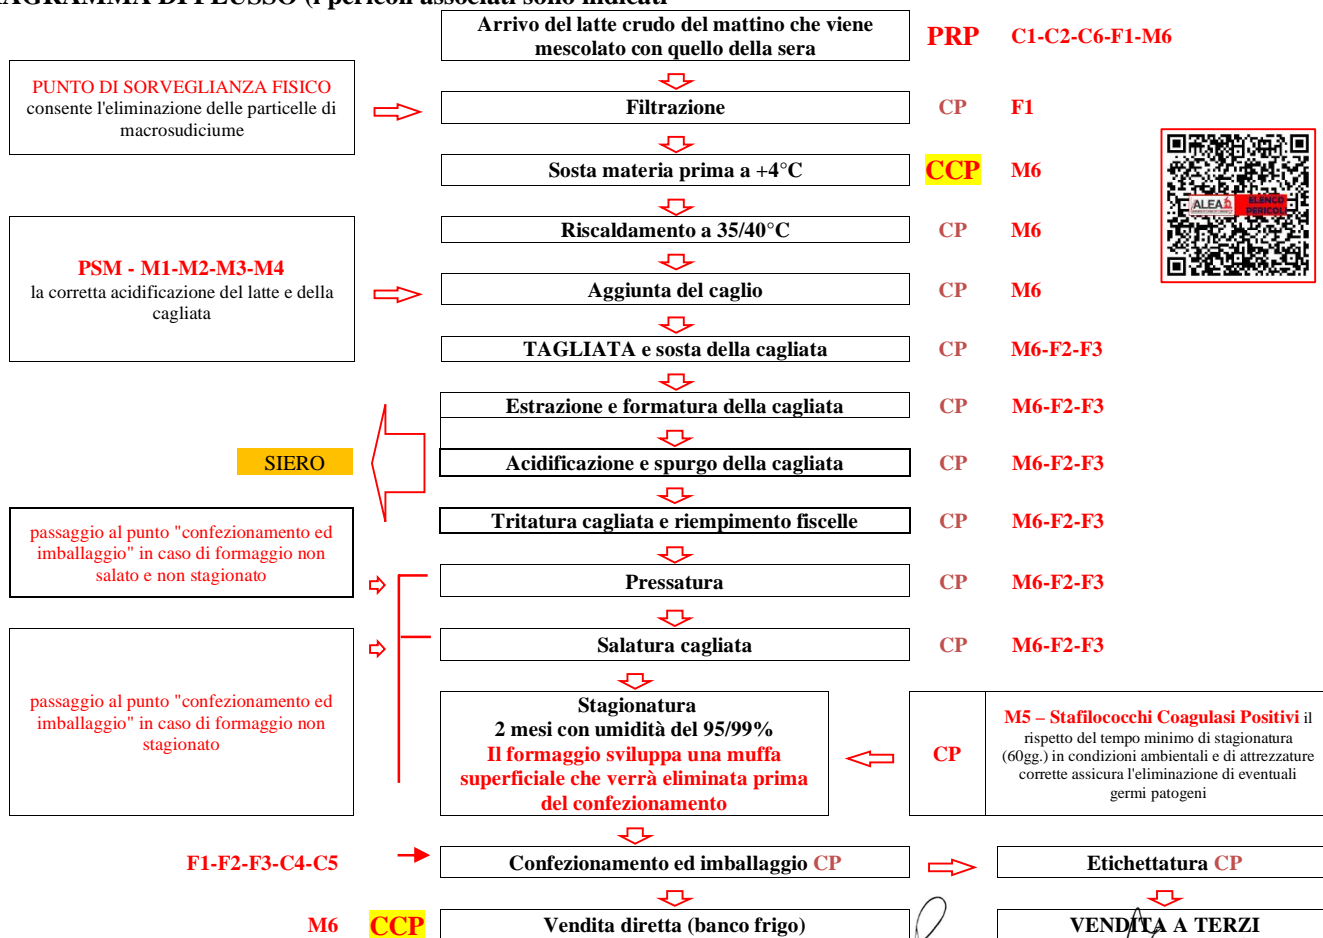 AGRAMMA DI FLUSSO (i pericoli associati sono indicati
Arrivo del latte crudo del mattino che viene
mescolato con quello della sera
PRP
C1-C2-C6-F1-M6
PUNTO DI SORVEGLIANZA FISICO
consente l'eliminazione delle particelle di
macrosudiciume
Filtrazione
CP
F1
Sosta materia prima a +4°C
CCP
M6
ALEA
ELENCO
PERICOLI
Riscaldamento a 35/40°C
CP
M6
PSM - M1-M2-M3-M4
la corretta acidificazione del latte e della
cagliata
Aggiunta del caglio
CP
M6
TAGLIATA e sosta della cagliata
CP
M6-F2-F3
Estrazione e formatura della cagliata
CP
M6-F2-F3
SIERO
Acidificazione e spurgo della cagliata
CP
M6-F2-F3
passaggio al punto "confezionamento ed
imballaggio" in caso di formaggio non
salato e non stagionato
Tritatura cagliata e riempimento fiscelle
CP
M6-F2-F3
Pressatura
CP
M6-F2-F3
Salatura cagliata
CP
M6-F2-F3
passaggio al punto "confezionamento ed
imballaggio" in caso di formaggio non
stagionato
Stagionatura
2 mesi con umidità del 95/99%
Il formaggio sviluppa una muffa
superficiale che verrà eliminata prima
del confezionamento
CP
M5 – Stafilococchi Coagulasi Positivi il
rispetto del tempo minimo di stagionatura
(60gg.) in condizioni ambientali e di attrezzature
corrette assicura l'eliminazione di eventuali
germi patogeni
F1-F2-F3-C4-C5
Confezionamento ed imballaggio CP
Etichettatura CP
M6
CCP
Vendita diretta (banco frigo)
VENDITA A TERZI